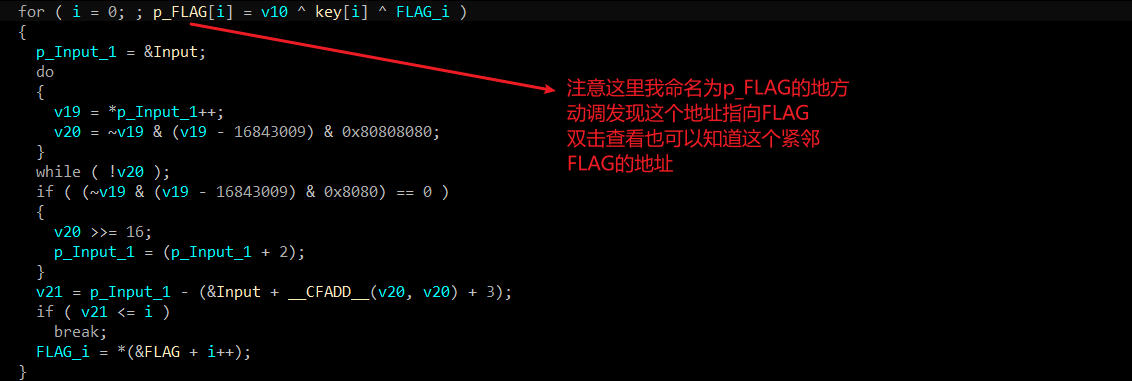 for ( i = 0; ; p_FLAG[i] = v10 ^ key[i] ^ FLAG_i )
{
  p_Input_1 = &Input;
  do
  {
    v19 = *p_Input_1++;
    v20 = ~v19 & (v19 - 16843009) & 0x80808080;
  }
  while ( !v20 );
  if ( (~v19 & (v19 - 16843009) & 0x8080) == 0 )
  {
    v20 >>= 16;
    p_Input_1 = (p_Input_1 + 2);
  }
  v21 = p_Input_1 - (&Input + __CFADD__(v20, v20) + 3);
  if ( v21 <= i )
    break;
  FLAG_i = *(&FLAG + i++);
}
注意这里我命名为p_FLAG的地方
动调发现这个地址指向FLAG
双击查看也可以知道这个紧邻
FLAG的地址